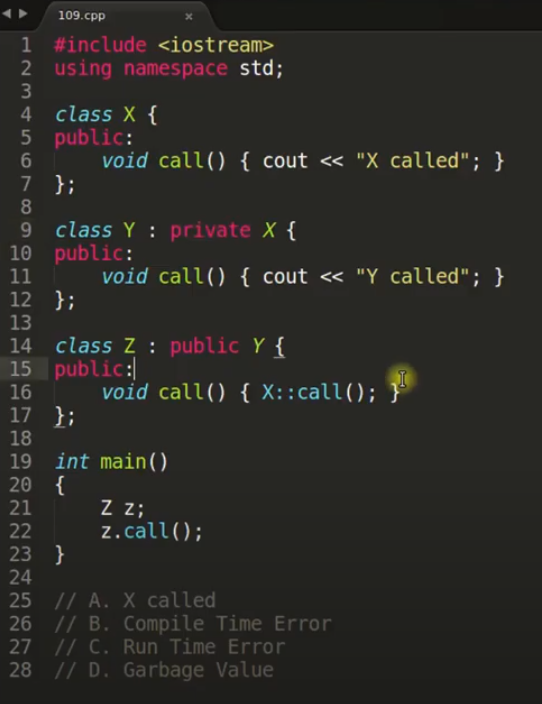 109.cpp
1 #include <iostream>
2 using namespace std;
3
4 class X {
5 public:
6     void call() { cout << "X called"; }
7 };
8
9 class Y : private X {
10 public:
11     void call() { cout << "Y called"; }
12 };
13
14 class Z : public Y {
15 public:
16     void call() { X::call(); }
17 };
18
19 int main()
20 {
21     Z z;
22     z.call();
23 }
24
25 // A. X called
26 // B. Compile Time Error
27 // C. Run Time Error
28 // D. Garbage Value